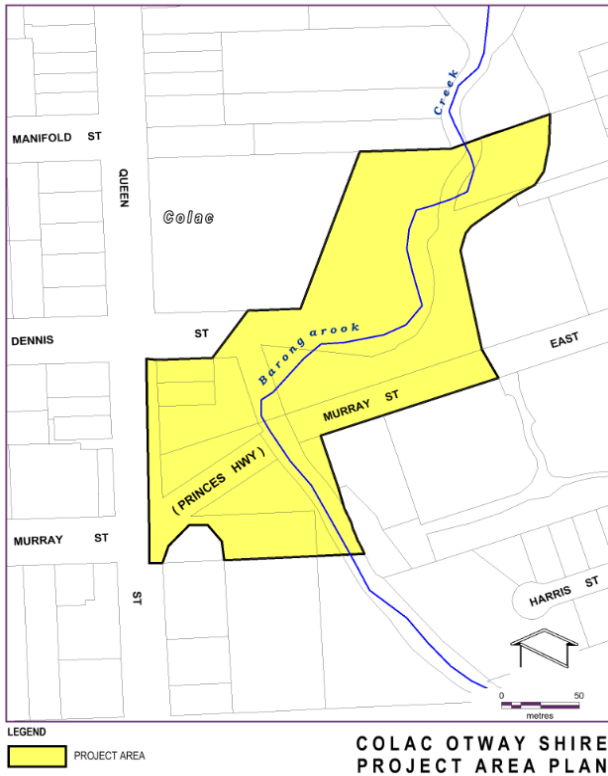 Creek
MANIFOLD ST
QUEEN
Colac
DENNIS
ST
Barongarook
EAST
MURRAY ST
( PRINCES HWY )
MURRAY ST
ST
HARRIS ST
0 50
metres
LEGEND
PROJECT AREA
COLAC OTWAY SHIRE
PROJECT AREA PLAN